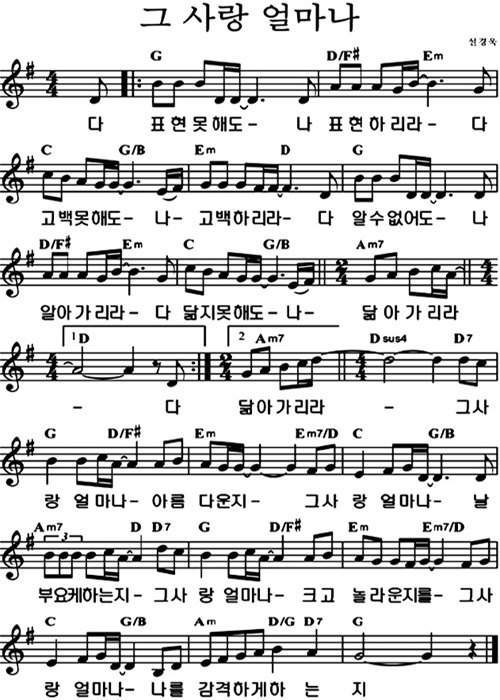 그 사랑 얼마나
설경욱
G D/F# Em
다 표현못해도- 나 표현하리라- 다
C G/B Em D G
고백못해도- 나- 고백하리라- 다 알수없어도- 나
D/F# Em C G/B Am7
알아가리라- 다 닮지못해도- 나- 닮아가리라
1 D 2 Am7 D sus4 D7
- 다 닮아가리라 - 그사
G D/F# Em Em7/D C G/B
랑 얼마나- 아름 다운지- 그사 랑 얼마나- 날
Am7 D D7 G D/F# Em Em7/D
3
부요케하는지- 그사 랑 얼마나- 크고 놀라운지를- 그사
C G/B Am D/G D7 G
랑 얼마나- 나를 감격하게하 는 지